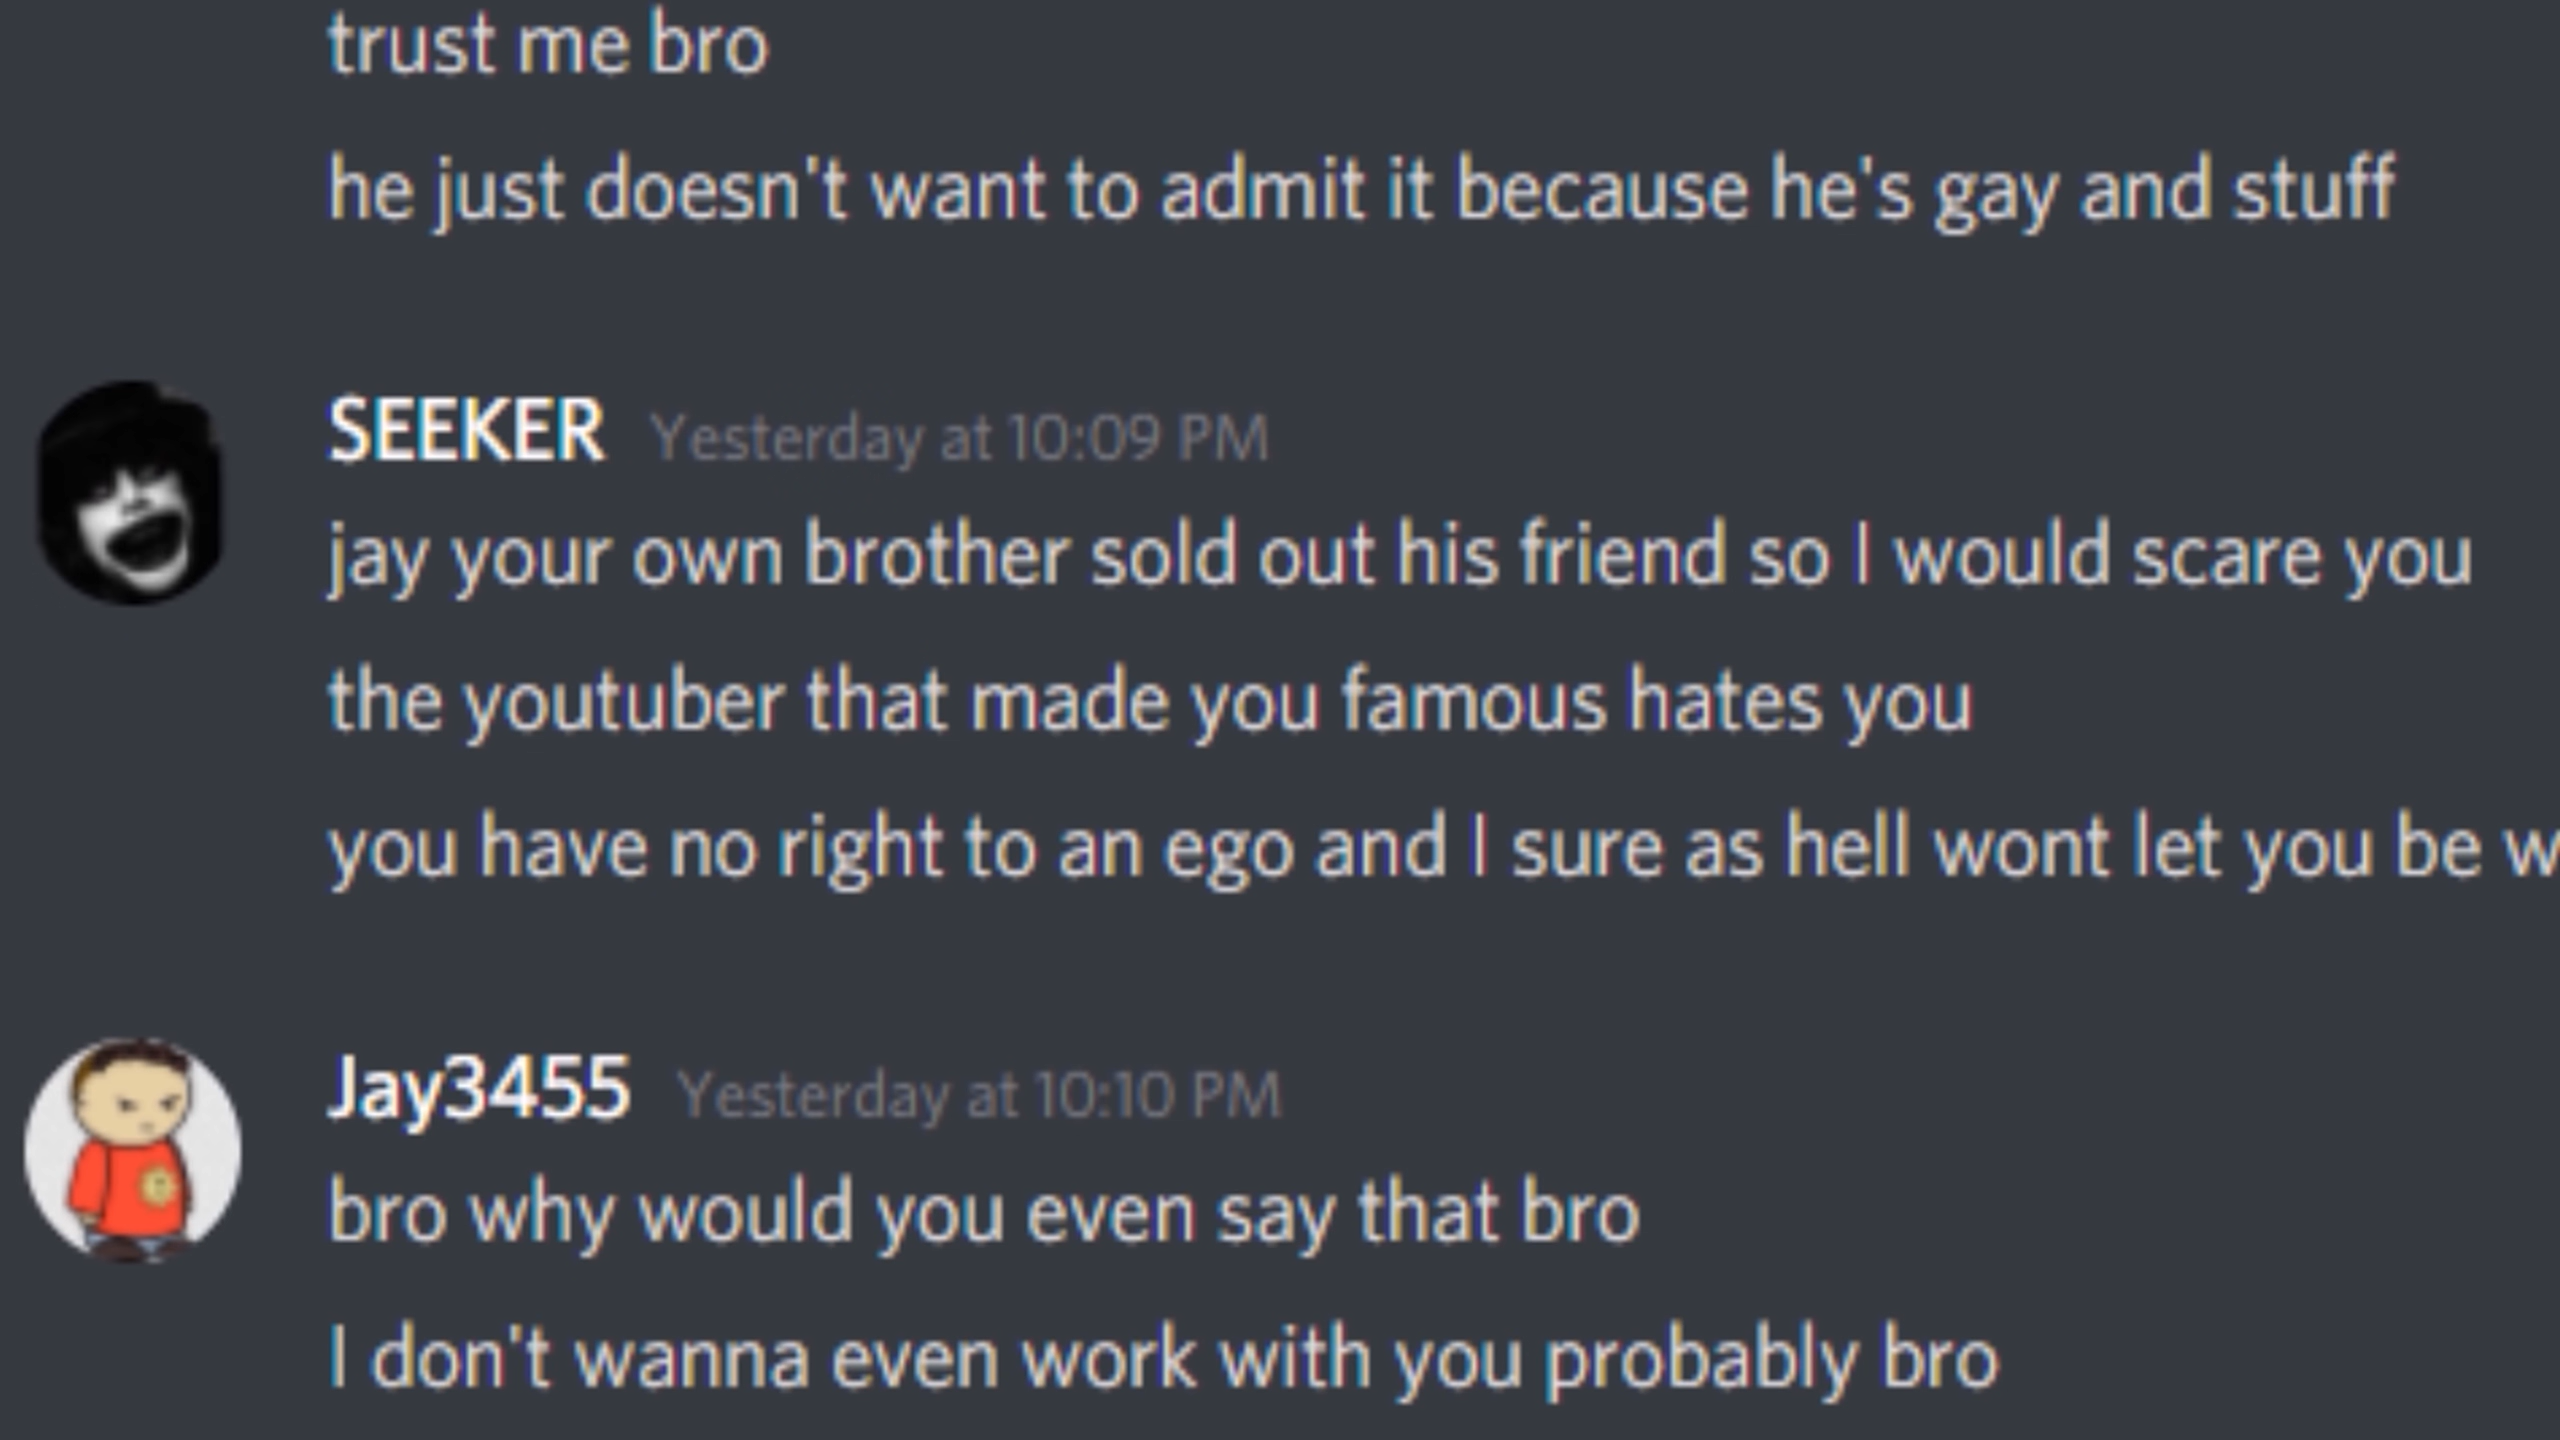 trust me bro
he just doesn't want to admit it because he's gay and stuff
SEEKER Yesterday at 10:09 PM
jay your own brother sold out his friend so I would scare you
the youtuber that made you famous hates you
you have no right to an ego and I sure as hell wont let you be
Jay3455 Yesterday at 10:10 PM
bro why would you even say that bro
I don't wanna even work with you probably bro